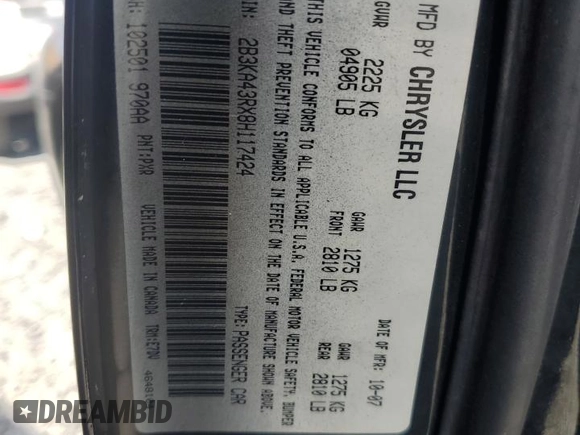 MFD BY CHRYSLER LLC
DATE OF MFR: 10-07
GVWR
2225 KG
04905 LB
GAWR
FRONT
1275 KG
2810 LB
GAWR
REAR
1275 KG
2810 LB
THIS VEHICLE CONFORMS TO ALL APPLICABLE U.S.A. FEDERAL MOTOR VEHICLE SAFETY, BUMPER
AND THEFT PREVENTION STANDARDS IN EFFECT ON THE DATE OF MANUFACTURE SHOWN ABOVE.
VIN: 2B3KA43RX8H117424
TYPE: PASSENGER CAR
H: 102501 970AA PNT: PXR
VEHICLE MADE IN CANADA TRM: E7DV
DREAMBID